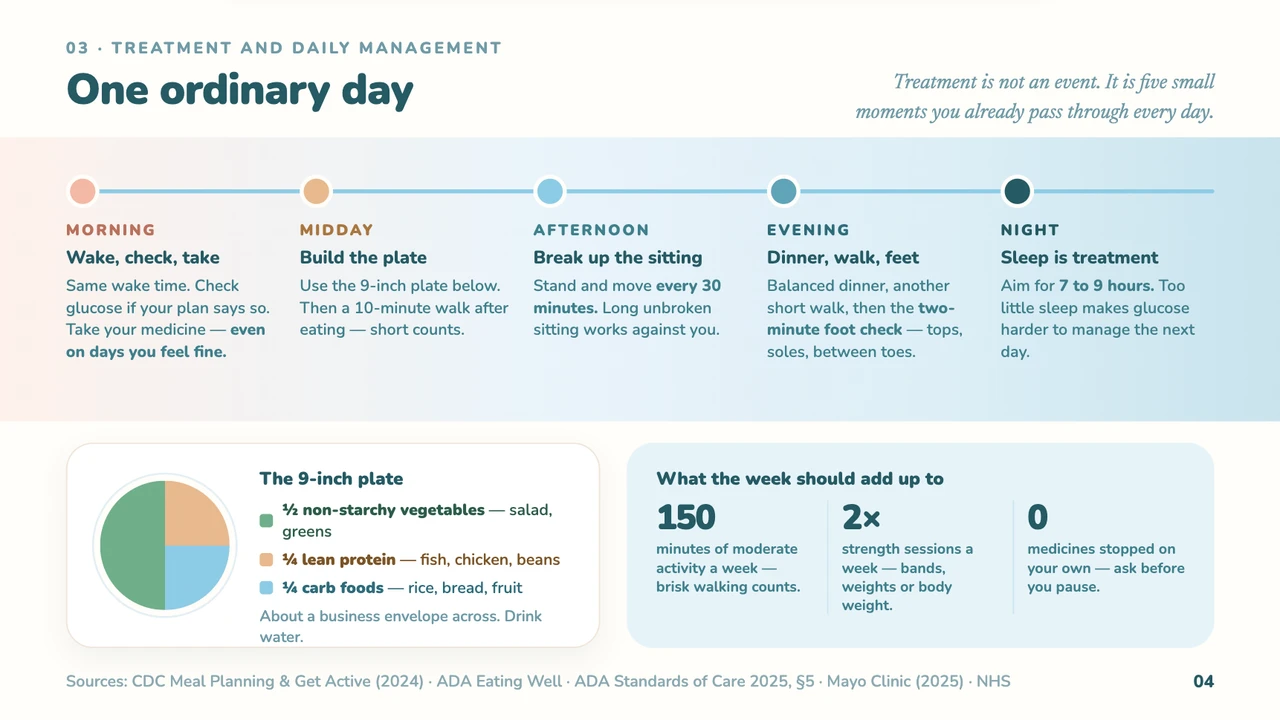 03 · TREATMENT AND DAILY MANAGEMENT
One ordinary day
Treatment is not an event. It is five small
moments you already pass through every day.
MORNING
Wake, check, take
Same wake time. Check
glucose if your plan says so.
Take your medicine — even
on days you feel fine.
MIDDAY
Build the plate
Use the 9-inch plate below.
Then a 10-minute walk after
eating — short counts.
AFTERNOON
Break up the sitting
Stand and move every 30
minutes. Long unbroken
sitting works against you.
EVENING
Dinner, walk, feet
Balanced dinner, another
short walk, then the two-
minute foot check — tops,
soles, between toes.
NIGHT
Sleep is treatment
Aim for 7 to 9 hours. Too
little sleep makes glucose
harder to manage the next
day.
The 9-inch plate
½ non-starchy vegetables — salad,
greens
¼ lean protein — fish, chicken, beans
¼ carb foods — rice, bread, fruit
About a business envelope across. Drink
water.
What the week should add up to
150
minutes of moderate
activity a week —
brisk walking counts.
2×
strength sessions a
week — bands,
weights or body
weight.
0
medicines stopped on
your own — ask before
you pause.
Sources: CDC Meal Planning & Get Active (2024) · ADA Eating Well · ADA Standards of Care 2025, §5 · Mayo Clinic (2025) · NHS
04